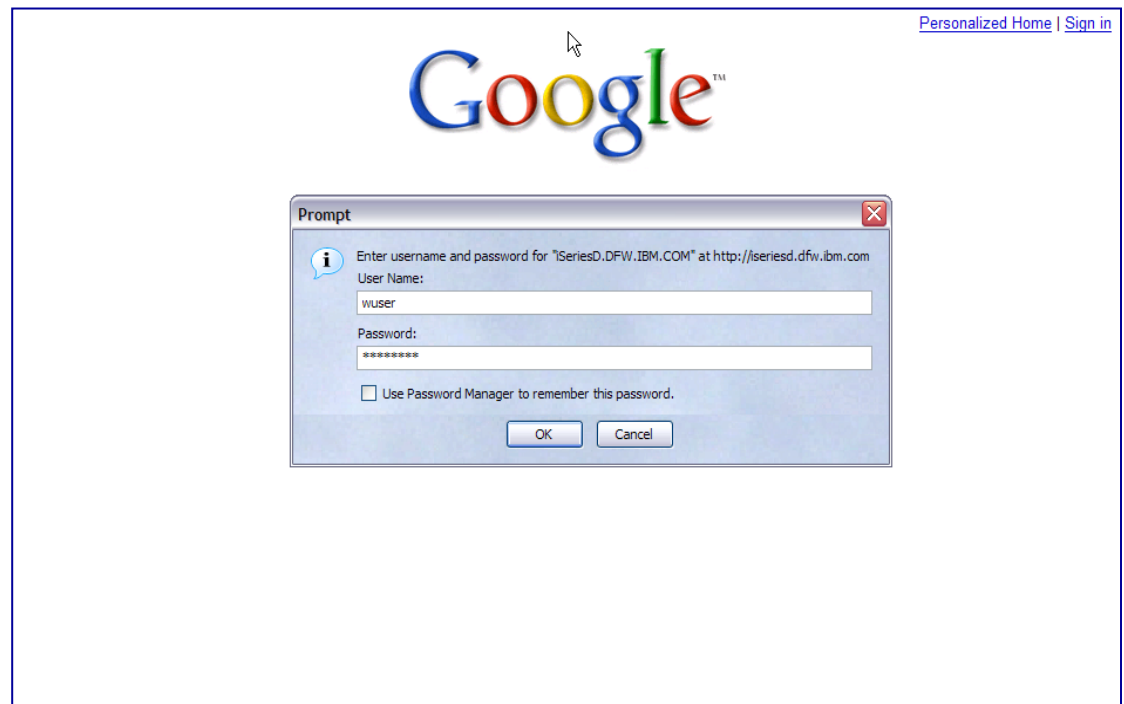 Personalized Home | Sign in
Google™
Prompt
Enter username and password for "iSeriesD.DFW.IBM.COM" at http://iseriesd.dfw.ibm.com
User Name:
wuser
Password:
********
Use Password Manager to remember this password.
OK Cancel